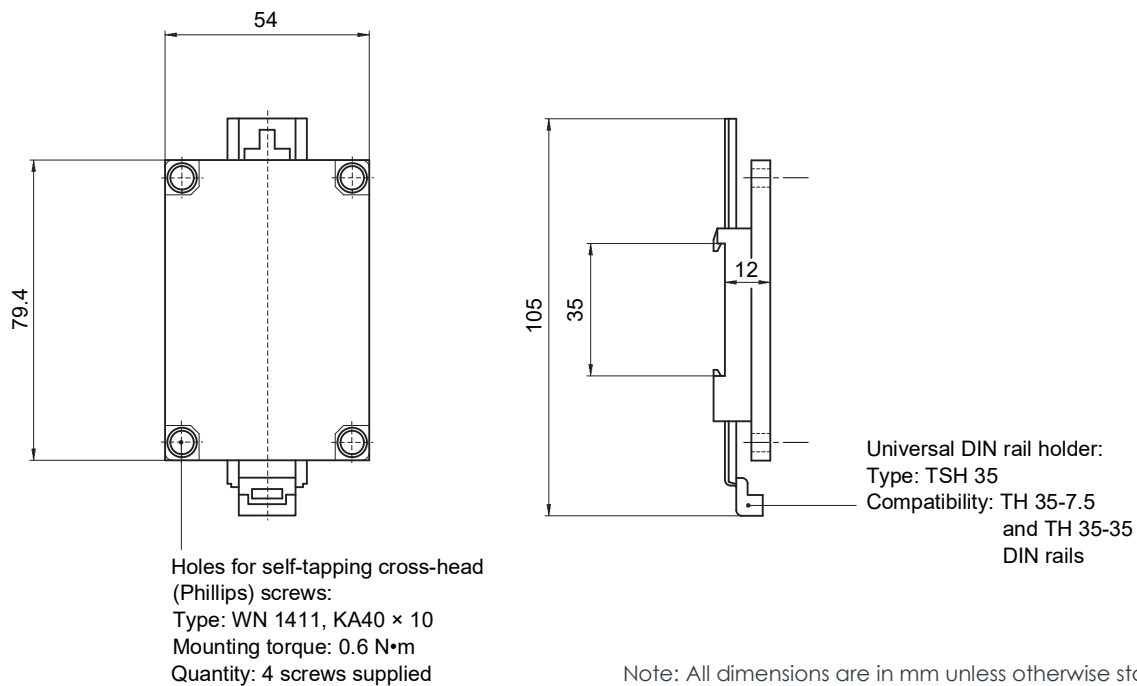 54
79.4
105
35
12
Universal DIN rail holder:
Type: TSH 35
Compatibility: TH 35-7.5
and TH 35-35
DIN rails
Holes for self-tapping cross-head
(Phillips) screws:
Type: WN 1411, KA40 × 10
Mounting torque: 0.6 N•m
Quantity: 4 screws supplied
Note: All dimensions are in mm unless otherwise